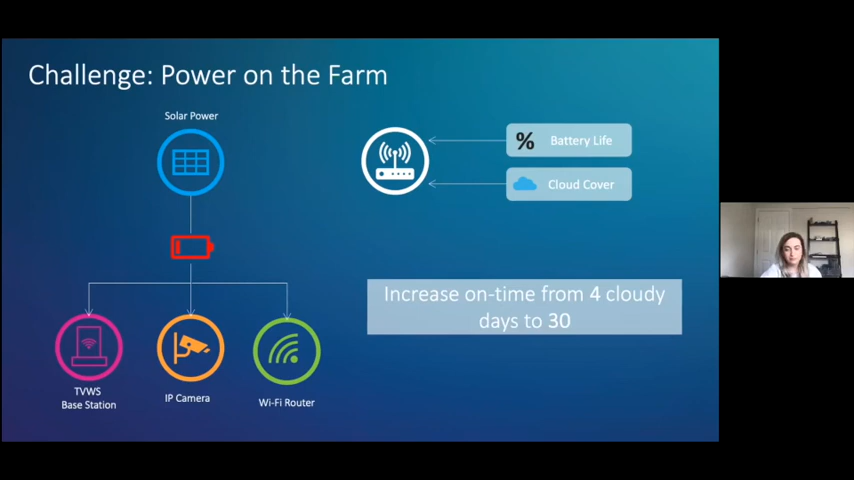 Challenge: Power on the Farm
Solar Power
% Battery Life
Cloud Cover
Increase on-time from 4 cloudy
days to 30
TVWS
Base Station
IP Camera
Wi-Fi Router